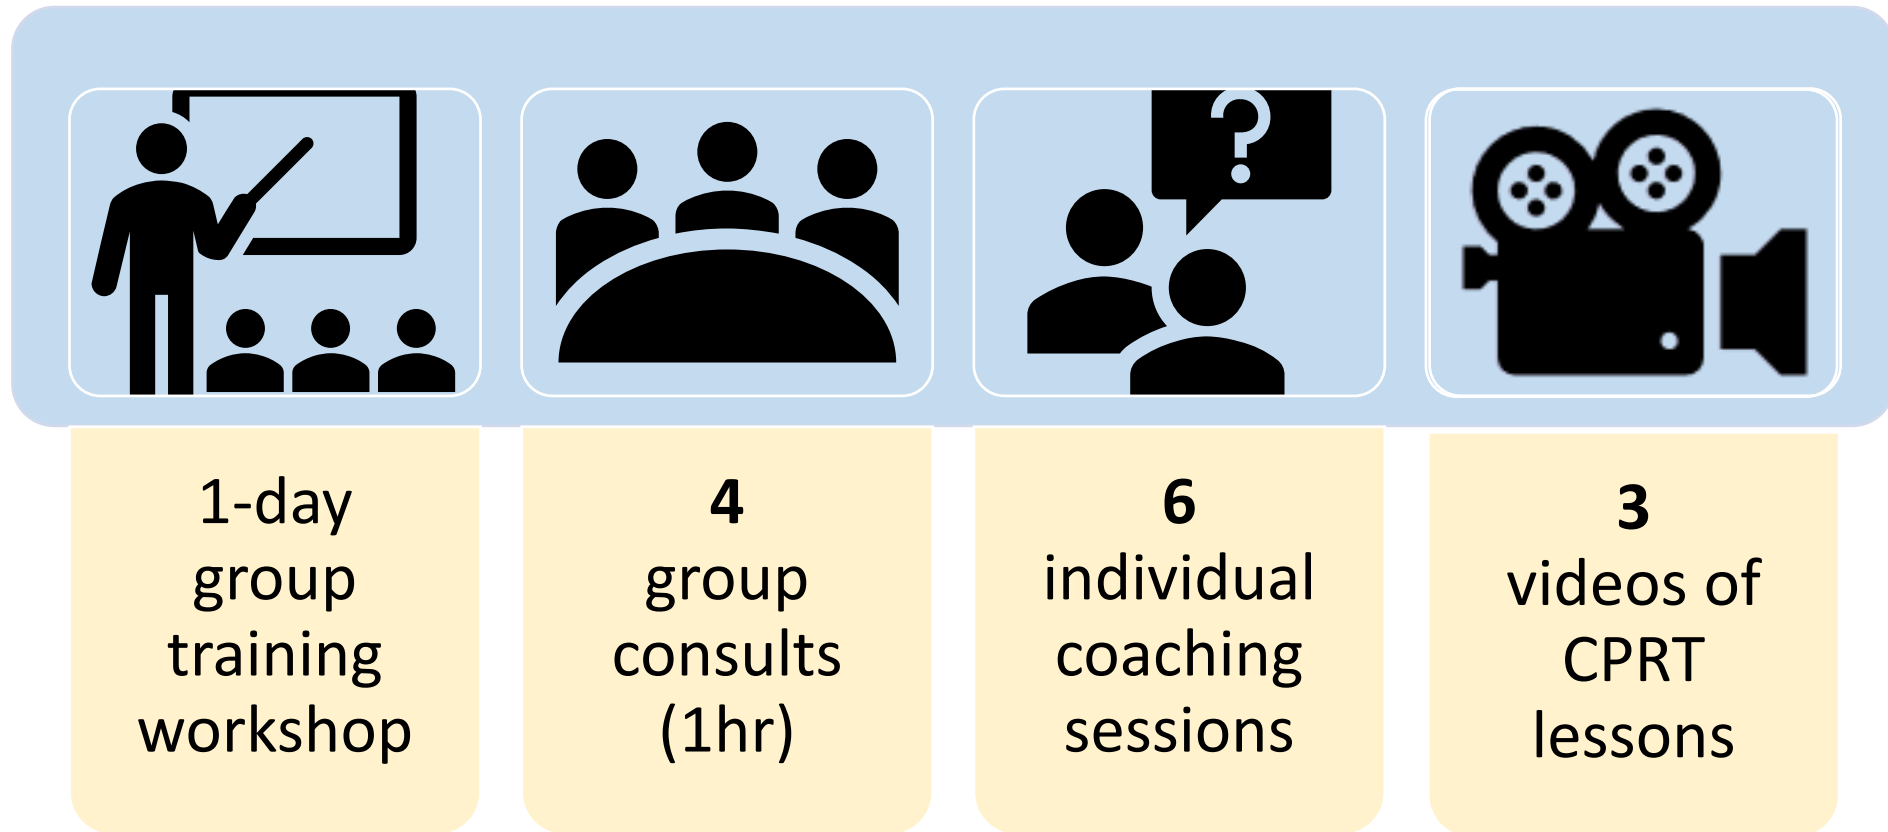 ?
1-day
group
training
workshop
4
group
consults
(1hr)
6
individual
coaching
sessions
3
videos of
CPRT
lessons